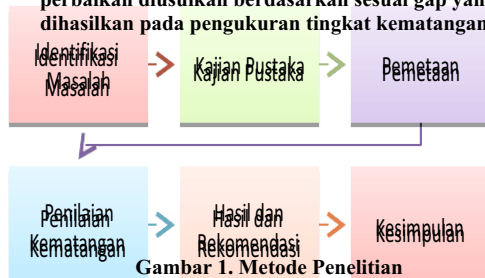 perbaikan diusulkan berdasarkan sesuai gap yan
dihasilkan pada pengukuran tingkat kematangan
Identifikasi
Masalah
Kajian Pustaka
Pemetaan
Penilaian
Kematangan
Hasil dan
Rekomendasi
Kesimpulan
Gambar 1. Metode Penelitian